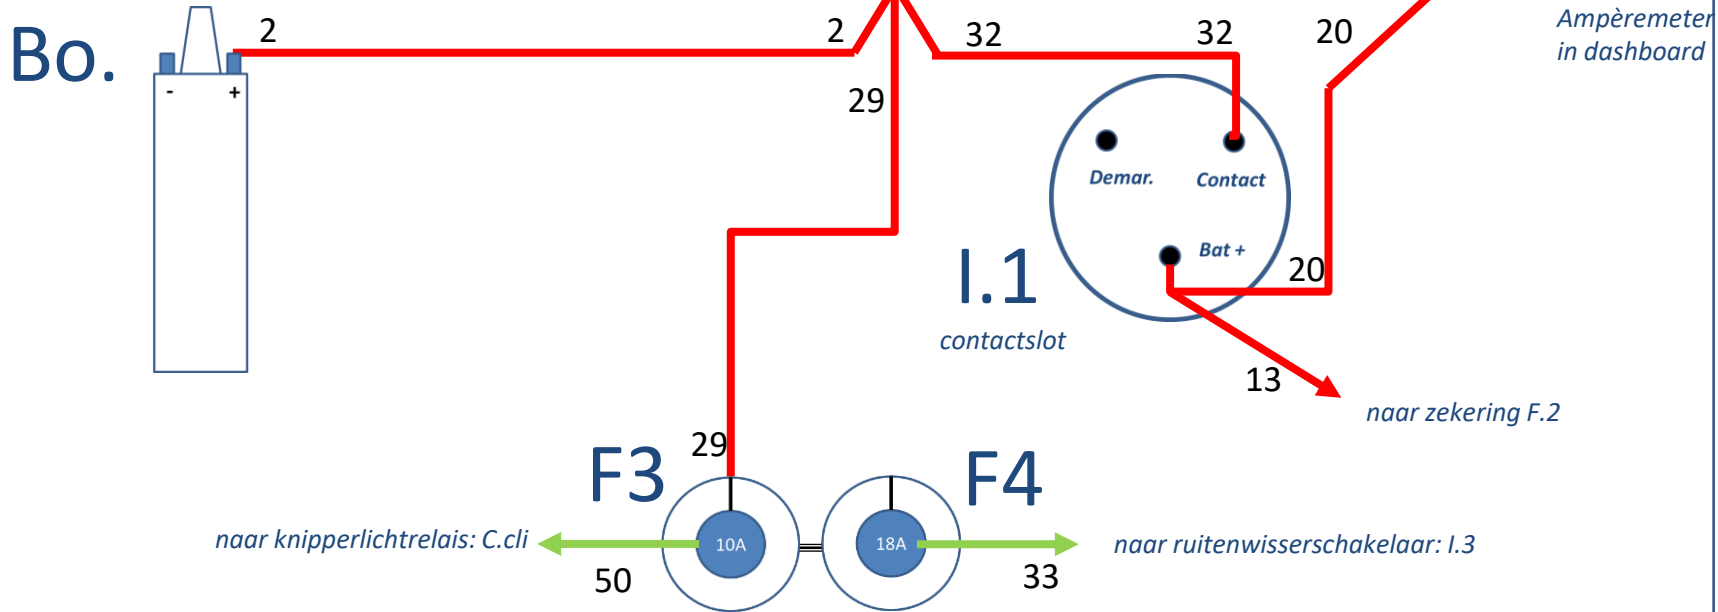 Bo.
2
2
32
32
20
Ampèremeter
in dashboard
- +
29
Demar.
Contact
Bat +
20
I.1
contactslot
13
naar zekering F.2
29
F3
F4
naar knipperlichtrelais: C.cli
10A
18A
naar ruitenwisserschakelaar: I.3
50
33